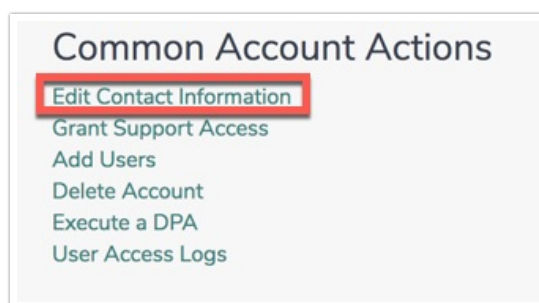 Common Account Actions
Edit Contact Information
Grant Support Access
Add Users
Delete Account
Execute a DPA
User Access Logs